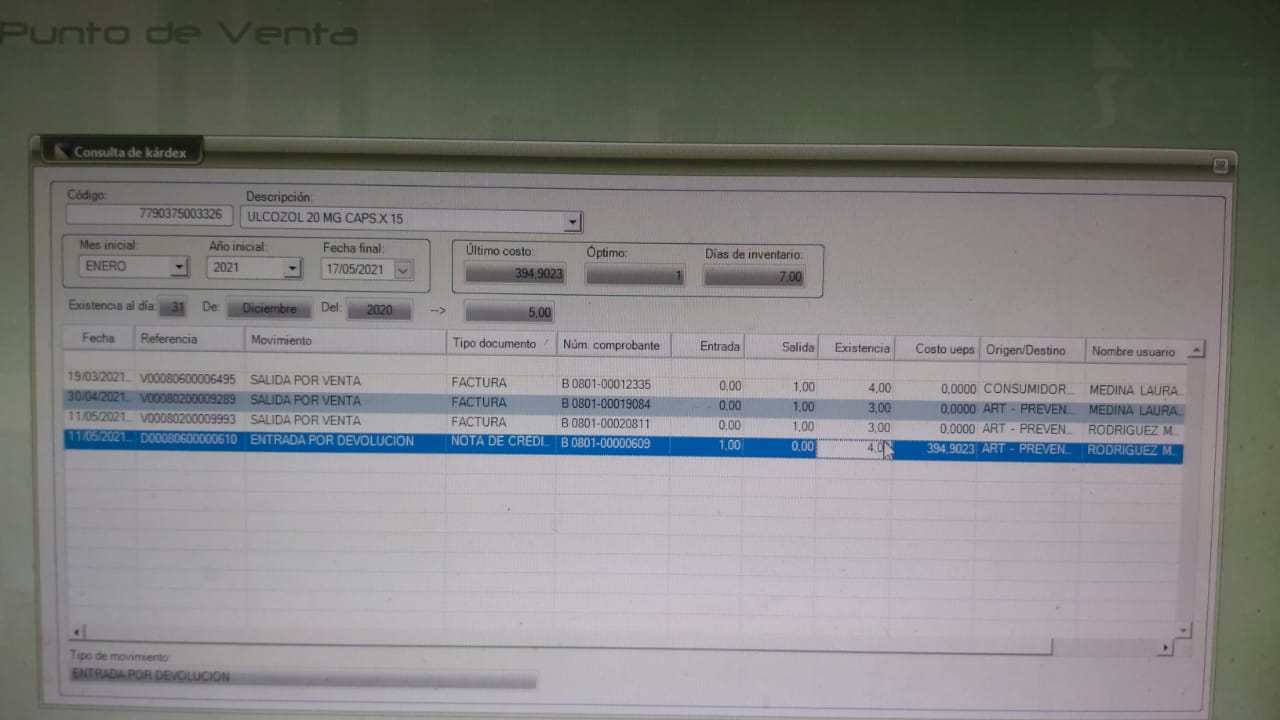 Punto de Venta
Consulta de kárdex
Código: Descripción:
7790375003326 ULCOZOL 20 MG CAPS.X 15
Mes inicial: Año inicial: Fecha final: Último costo: Óptimo: Días de inventario:
ENERO 2021 17/05/2021 394,9023 1 7,00
Existencia al día: 31 De: Diciembre Del: 2020 --> 5,00
Fecha Referencia Movimiento Tipo documento Núm. comprobante Entrada Salida Existencia Costo ueps Origen/Destino Nombre usuario
19/03/2021... V00080600006495 SALIDA POR VENTA FACTURA B 0801-00012335 0,00 1,00 4,00 0,0000 CONSUMIDOR... MEDINA LAURA...
30/04/2021... V00080200009289 SALIDA POR VENTA FACTURA B 0801-00019084 0,00 1,00 3,00 0,0000 ART - PREVEN... MEDINA LAURA...
11/05/2021... V00080200009993 SALIDA POR VENTA FACTURA B 0801-00020811 0,00 1,00 3,00 0,0000 ART - PREVEN... RODRIGUEZ M...
11/05/2021... D00080600000610 ENTRADA POR DEVOLUCION NOTA DE CREDI... B 0801-00000609 1,00 0,00 4,00 394,9023 ART - PREVEN... RODRIGUEZ M...
Tipo de movimiento:
ENTRADA POR DEVOLUCION